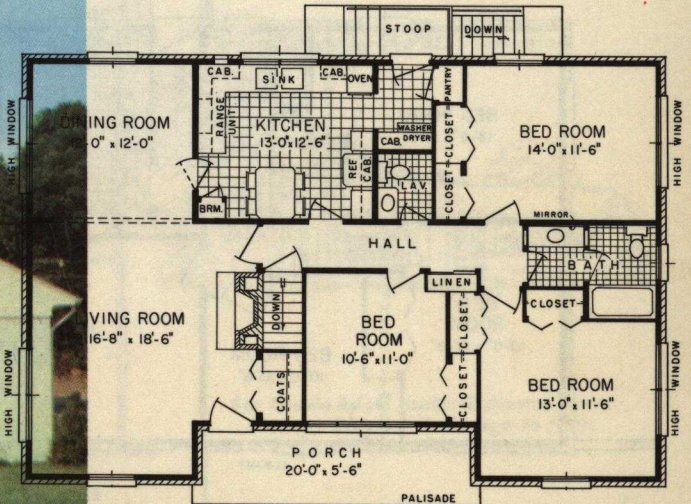 STOOP
DOWN
CAB.
SINK
CAB.
OVEN
PANTRY
HIGH WINDOW
DINING ROOM
12'-0" x 12'-0"
RANGE UNIT
KITCHEN
13'-0" x 12'-6"
WASHER
DRYER
CAB.
REF.
CAB.
CLOSET
BED ROOM
14'-0" x 11'-6"
HIGH WINDOW
BRM.
LAV.
CLOSET
MIRROR
HALL
BATH
LINEN
CLOSET
LIVING ROOM
16'-8" x 18'-6"
DOWN
BED
ROOM
10'-6" x 11'-0"
CLOSET
HIGH WINDOW
COATS
CLOSET
BED ROOM
13'-0" x 11'-6"
HIGH WINDOW
PORCH
20'-0" x 5'-6"
PALISADE